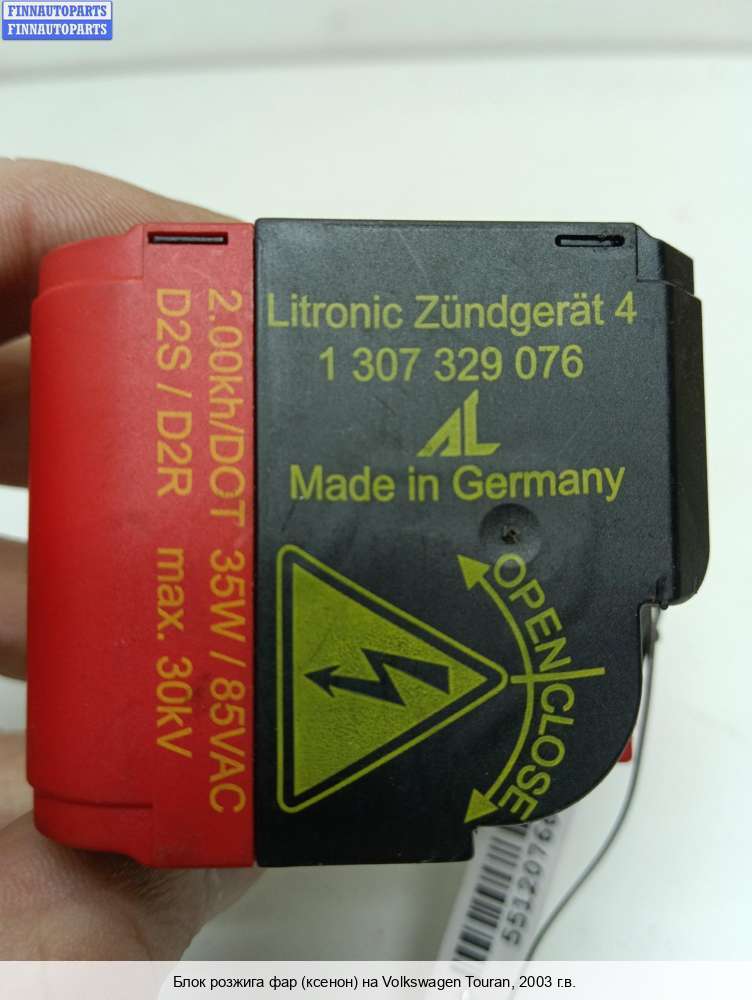 FINNAUTOPARTS
FINNAUTOPARTS
Litronic Zündgerät 4
1 307 329 076
AL
Made in Germany
2.00kh/DOT 35W / 85VAC
D2S / D2R max. 30kV
OPEN CLOSE
Блок розжига фар (ксенон) на Volkswagen Touran, 2003 г.в.